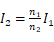 I₂ = n₁/n₂ I₁